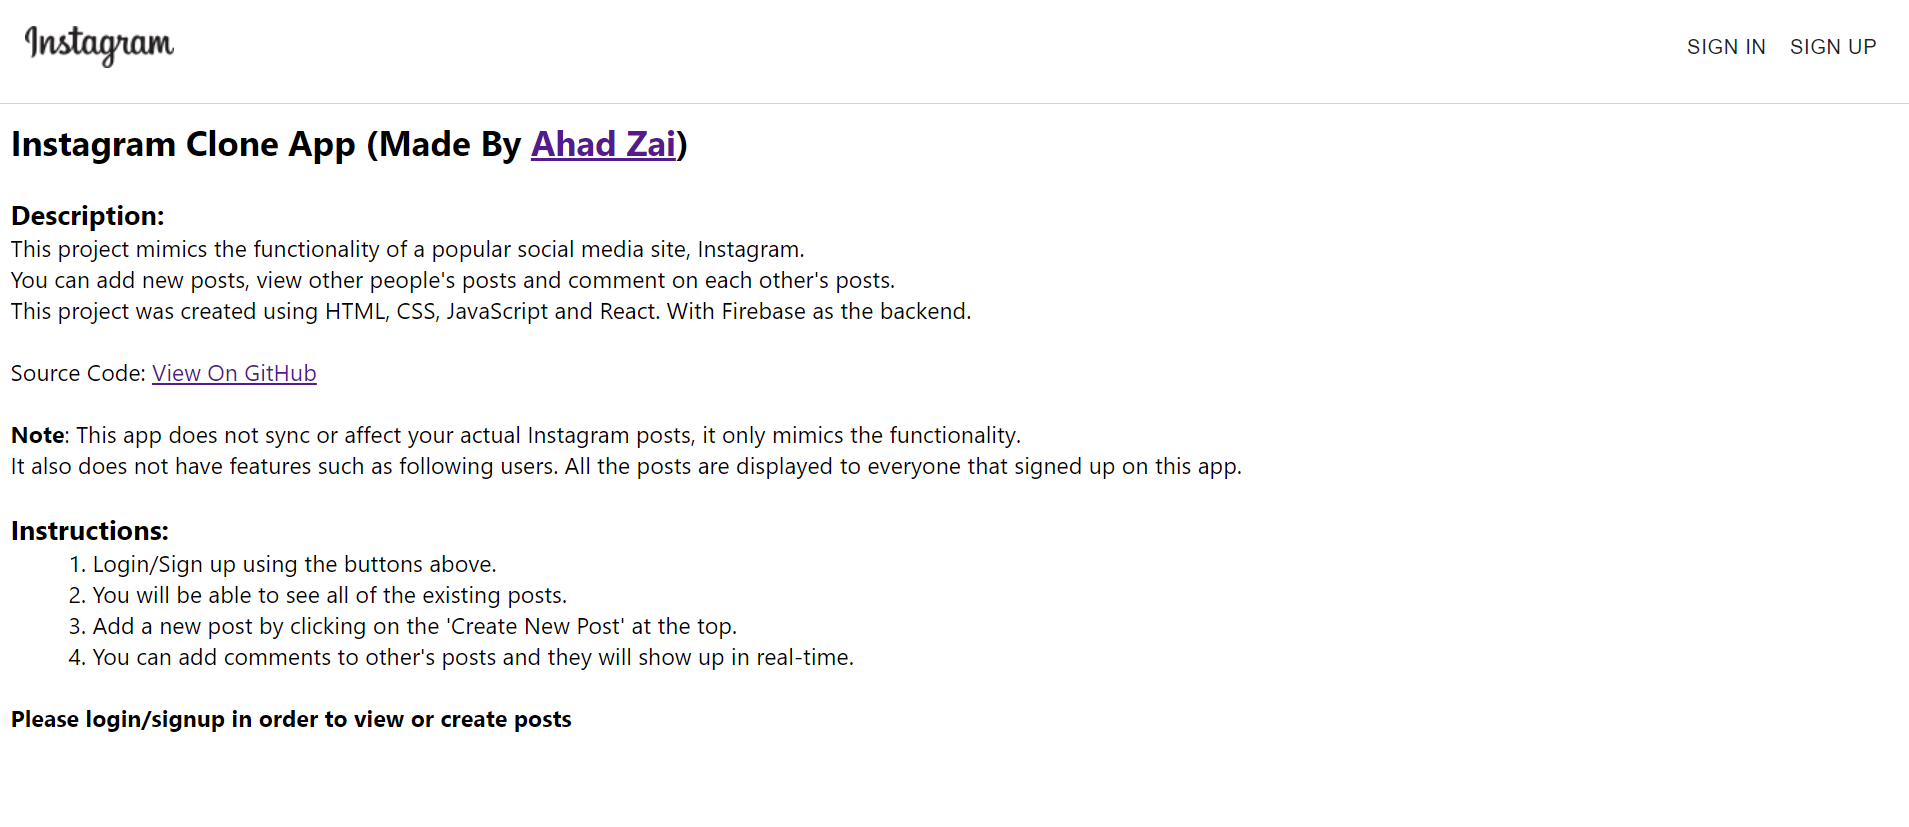 Instagram
SIGN IN SIGN UP
Instagram Clone App (Made By Ahad Zai)
Description:
This project mimics the functionality of a popular social media site, Instagram.
You can add new posts, view other people's posts and comment on each other's posts.
This project was created using HTML, CSS, JavaScript and React. With Firebase as the backend.
Source Code: View On GitHub
Note: This app does not sync or affect your actual Instagram posts, it only mimics the functionality.
It also does not have features such as following users. All the posts are displayed to everyone that signed up on this app.
Instructions:
1. Login/Sign up using the buttons above.
2. You will be able to see all of the existing posts.
3. Add a new post by clicking on the 'Create New Post' at the top.
4. You can add comments to other's posts and they will show up in real-time.
Please login/signup in order to view or create posts